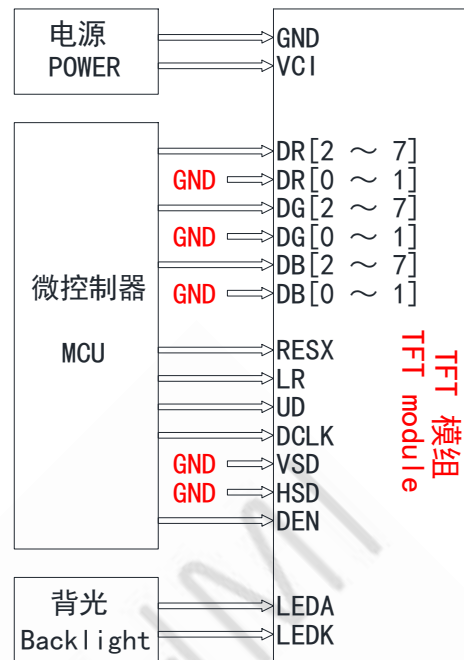 电源
POWER
GND
VCI
DR[2 ～ 7]
GND
DR[0 ～ 1]
DG[2 ～ 7]
GND
DG[0 ～ 1]
DB[2 ～ 7]
GND
DB[0 ～ 1]
微控制器
MCU
RESX
LR
UD
DCLK
GND
VSD
GND
HSD
DEN
TFT 模组
TFT module
背光
Backlight
LEDA
LEDK